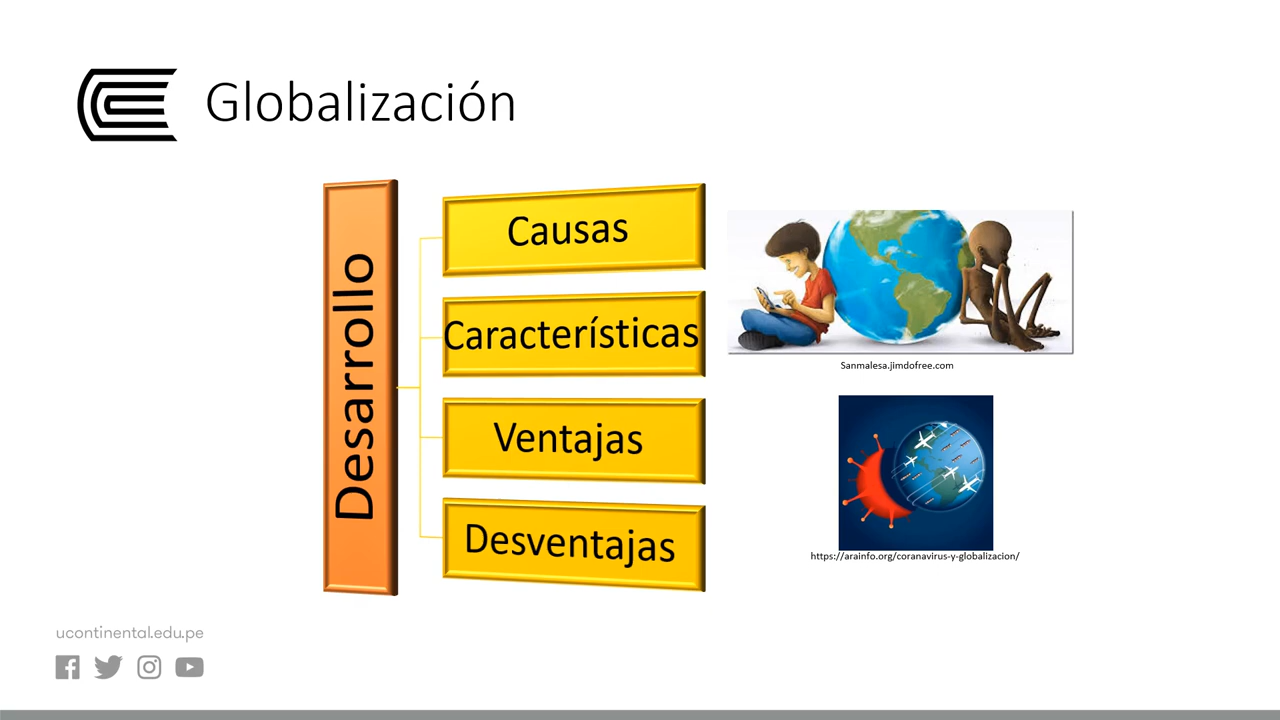 Globalización
Desarrollo
Causas
Características
Ventajas
Desventajas
Sanmalesa.jimdofree.com
https://arainfo.org/coranavirus-y-globalizacion/
ucontinental.edu.pe